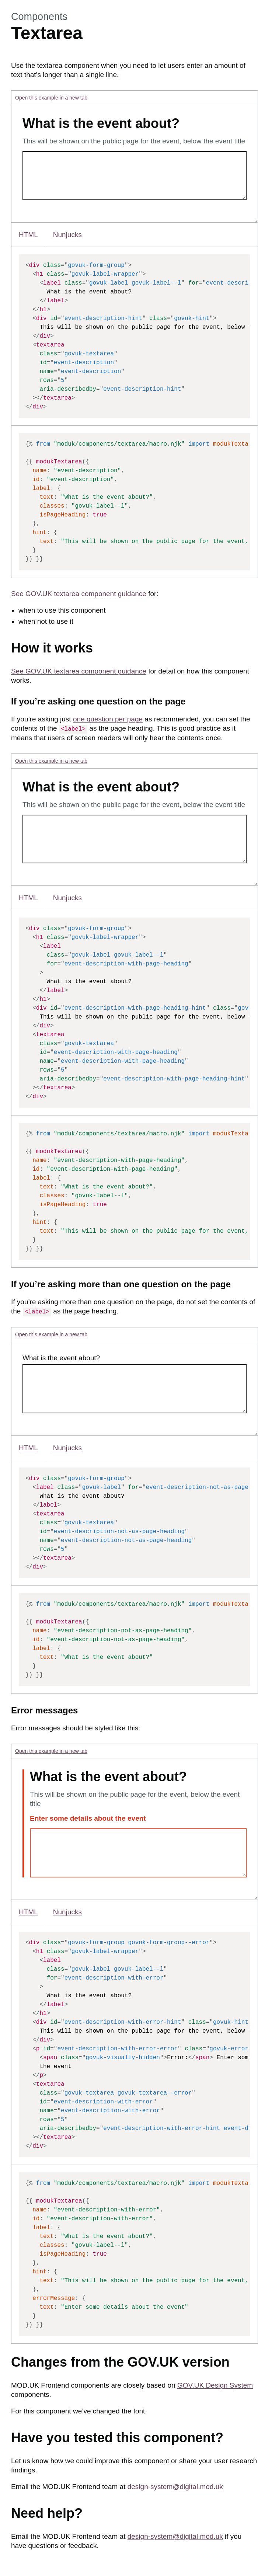 Components
Textarea
Use the textarea component when you need to let users enter an amount of
text that's longer than a single line.
Open this example in a new tab
What is the event about?
This will be shown on the public page for the event, below the event title
HTML
Nunjucks
<div class="govuk-form-group">
<h1 class="govuk-label-wrapper">
<label class="govuk-label govuk-label--l" for="event-descri
What is the event about?
</label>
</h1>
<div id="event-description-hint" class="govuk-hint">
This will be shown on the public page for the event, below
</div>
<textarea
class="govuk-textarea"
id="event-description"
name="event-description"
rows="5"
aria-describedby="event-description-hint"
></textarea>
</div>
{% from "moduk/components/textarea/macro.njk" import modukTexta
{{ modukTextarea({
name: "event-description",
id: "event-description",
label: {
text: "What is the event about?",
classes: "govuk-label--l",
isPageHeading: true
},
hint: {
text: "This will be shown on the public page for the event,
}
}) }}
See GOV.UK textarea component guidance for:
• when to use this component
• when not to use it
How it works
See GOV.UK textarea component guidance for detail on how this component
works.
If you're asking one question on the page
If you're asking just one question per page as recommended, you can set the
contents of the <label> as the page heading. This is good practice as it
means that users of screen readers will only hear the contents once.
Open this example in a new tab
What is the event about?
This will be shown on the public page for the event, below the event title
HTML
Nunjucks
<div class="govuk-form-group">
<h1 class="govuk-label-wrapper">
<label
class="govuk-label govuk-label--l"
for="event-description-with-page-heading"
>
What is the event about?
</label>
</h1>
<div id="event-description-with-page-heading-hint" class="gov
This will be shown on the public page for the event, below
</div>
<textarea
class="govuk-textarea"
id="event-description-with-page-heading"
name="event-description-with-page-heading"
rows="5"
aria-describedby="event-description-with-page-heading-hint"
></textarea>
</div>
{% from "moduk/components/textarea/macro.njk" import modukTexta
{{ modukTextarea({
name: "event-description-with-page-heading",
id: "event-description-with-page-heading",
label: {
text: "What is the event about?",
classes: "govuk-label--l",
isPageHeading: true
},
hint: {
text: "This will be shown on the public page for the event,
}
}) }}
If you're asking more than one question on the page
If you're asking more than one question on the page, do not set the contents of
the <label> as the page heading.
Open this example in a new tab
What is the event about?
HTML
Nunjucks
<div class="govuk-form-group">
<label class="govuk-label" for="event-description-not-as-page
What is the event about?
</label>
<textarea
class="govuk-textarea"
id="event-description-not-as-page-heading"
name="event-description-not-as-page-heading"
rows="5"
></textarea>
</div>
{% from "moduk/components/textarea/macro.njk" import modukTexta
{{ modukTextarea({
name: "event-description-not-as-page-heading",
id: "event-description-not-as-page-heading",
label: {
text: "What is the event about?"
}
}) }}
Error messages
Error messages should be styled like this:
Open this example in a new tab
What is the event about?
This will be shown on the public page for the event, below the event
title
Enter some details about the event
HTML
Nunjucks
<div class="govuk-form-group govuk-form-group--error">
<h1 class="govuk-label-wrapper">
<label
class="govuk-label govuk-label--l"
for="event-description-with-error"
>
What is the event about?
</label>
</h1>
<div id="event-description-with-error-hint" class="govuk-hint
This will be shown on the public page for the event, below
</div>
<p id="event-description-with-error-error" class="govuk-error
<span class="govuk-visually-hidden">Error:</span> Enter som
the event
</p>
<textarea
class="govuk-textarea govuk-textarea--error"
id="event-description-with-error"
name="event-description-with-error"
rows="5"
aria-describedby="event-description-with-error-hint event-d
></textarea>
</div>
{% from "moduk/components/textarea/macro.njk" import modukTexta
{{ modukTextarea({
name: "event-description-with-error",
id: "event-description-with-error",
label: {
text: "What is the event about?",
classes: "govuk-label--l",
isPageHeading: true
},
hint: {
text: "This will be shown on the public page for the event,
},
errorMessage: {
text: "Enter some details about the event"
}
}) }}
Changes from the GOV.UK version
MOD.UK Frontend components are closely based on GOV.UK Design System
components.
For this component we've changed the font.
Have you tested this component?
Let us know how we could improve this component or share your user research
findings.
Email the MOD.UK Frontend team at design-system@digital.mod.uk
Need help?
Email the MOD.UK Frontend team at design-system@digital.mod.uk if you
have questions or feedback.